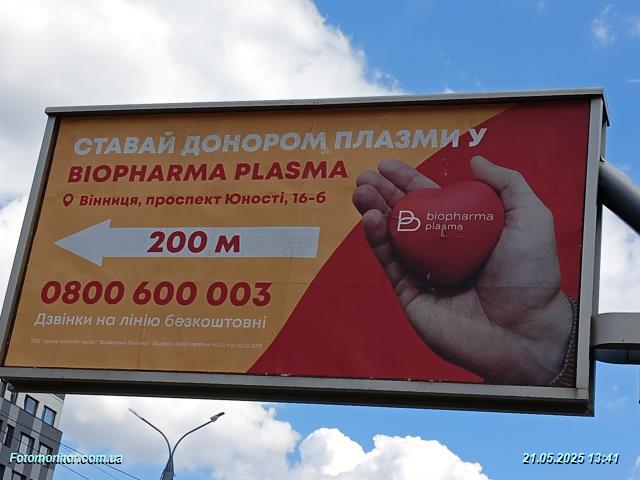 СТАВАЙ ДОНОРОМ ПЛАЗМИ У
BIOPHARMA PLASMA
Вінниця, проспект Юності, 16-б
200 м
biopharma
plasma
0800 600 003
Дзвінки на лінію безкоштовні
Fotomonitor.com.ua
21.05.2025 13:41